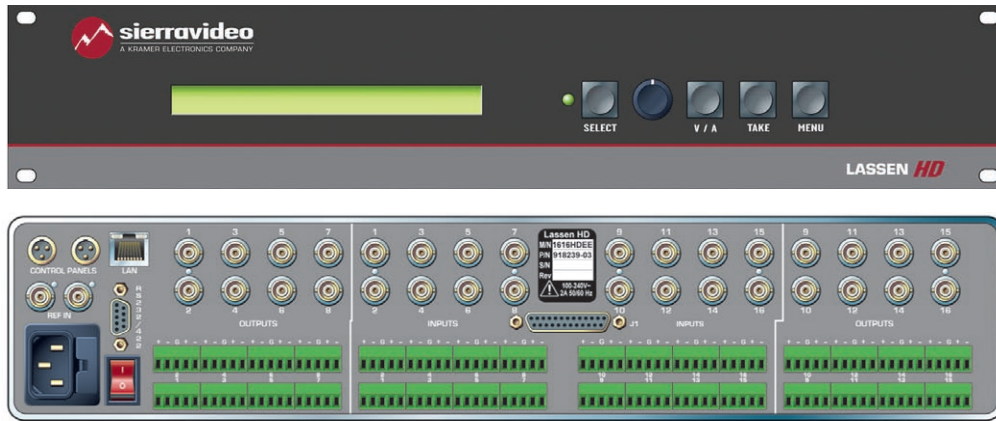 sierravideo
A KRAMER ELECTRONICS COMPANY
SELECT V / A TAKE MENU
LASSEN HD
CONTROL PANELS
LAN
REF IN
RS232/422
I
O
1 3 5 7
2 4 6 8
OUTPUTS
1 3 5 7
2 4 6 8
INPUTS
Lassen HD
M/N 1616HDEE
P/N 918239-03
S/N
Rev
100-240V~
2A 50/60 Hz
J1
9 11 13 15
10 12 14 16
INPUTS
9 11 13 15
10 12 14 16
OUTPUTS
+ - G + - + - G + - + - G + - + - G + -
+ - G + - + - G + - + - G + - + - G + -
+ - G + - + - G + - + - G + - + - G + -
+ - G + - + - G + - + - G + - + - G + -